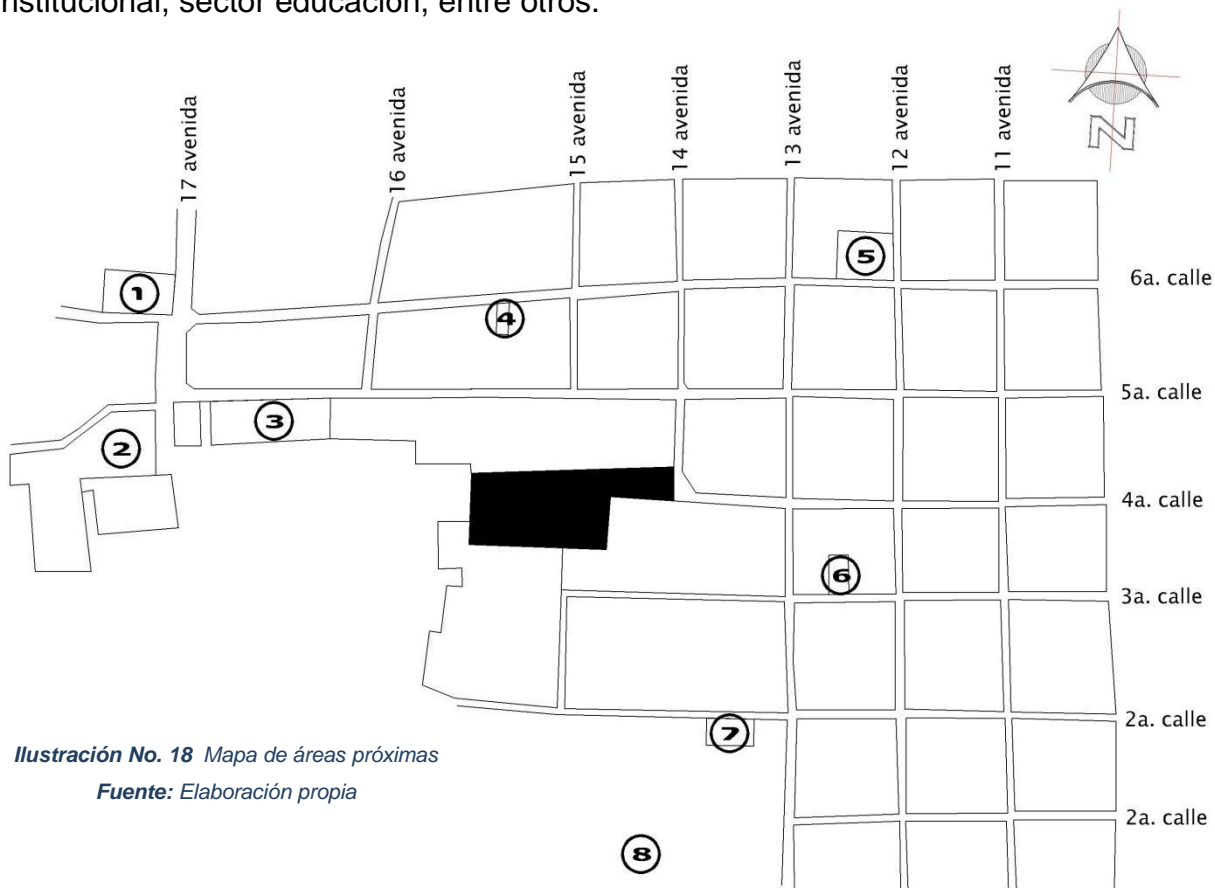 nstitucional, sector educación, entre otros.
17 avenida
16 avenida
15 avenida
14 avenida
13 avenida
12 avenida
11 avenida
N
1
5
6a. calle
4
5a. calle
3
2
4a. calle
6
3a. calle
2a. calle
7
Ilustración No. 18 Mapa de áreas próximas
Fuente: Elaboración propia
2a. calle
8